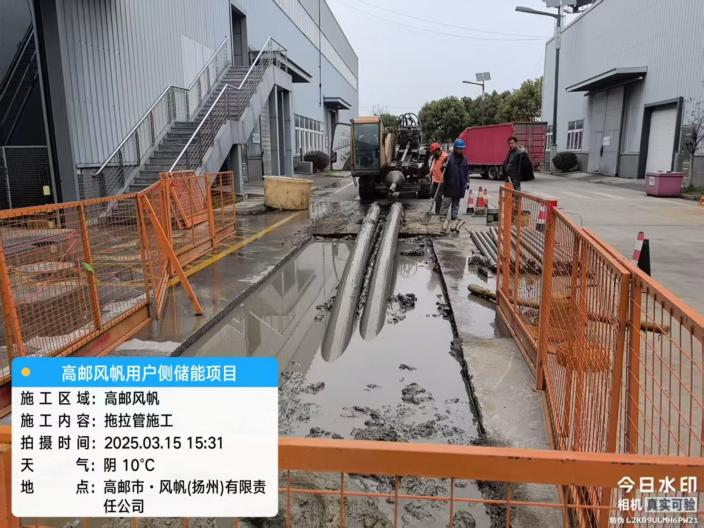 高邮风帆用户侧储能项目
施工区域：高邮风帆
施工内容：拖拉管施工
拍摄时间：2025.03.15 15:31
天　　气：阴 10℃
地　　点：高邮市·风帆(扬州)有限责
任公司
今日水印
相机 真实可验
防伪 L2KB9ULMH6PW21